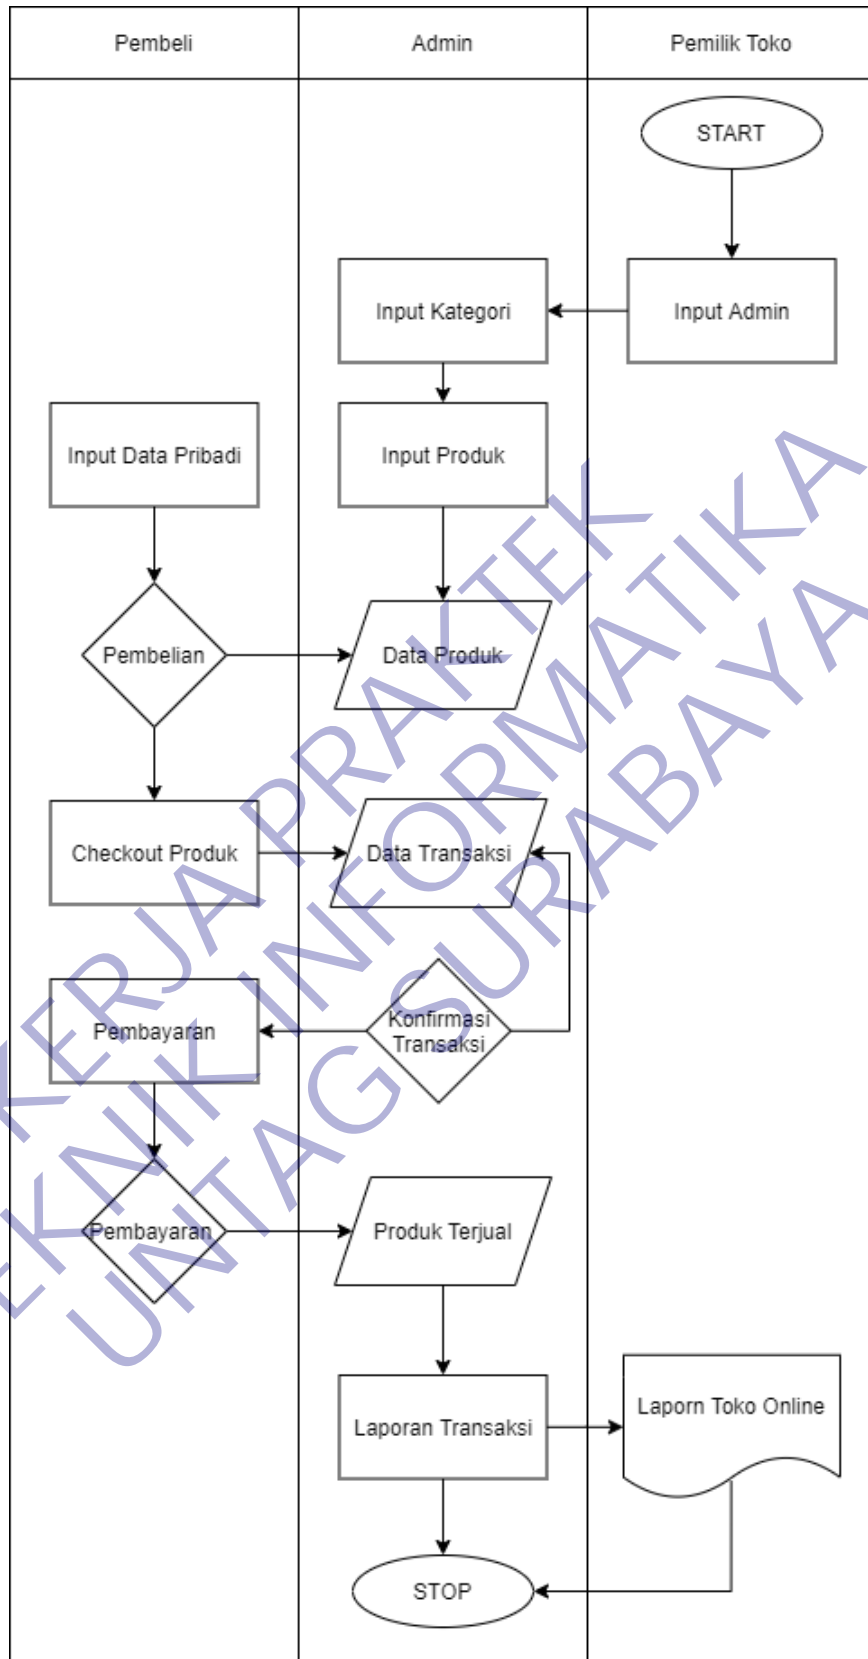 Pembeli
Admin
Pemilik Toko
START
Input Kategori
Input Admin
Input Data Pribadi
Input Produk
Pembelian
Data Produk
Checkout Produk
Data Transaksi
Pembayaran
Konfirmasi
Transaksi
Pembayaran
Produk Terjual
Laporan Transaksi
Laporn Toko Online
STOP
KERJA PRAKTEK
TEKNIK INFORMATIKA
UNTAG SURABAYA